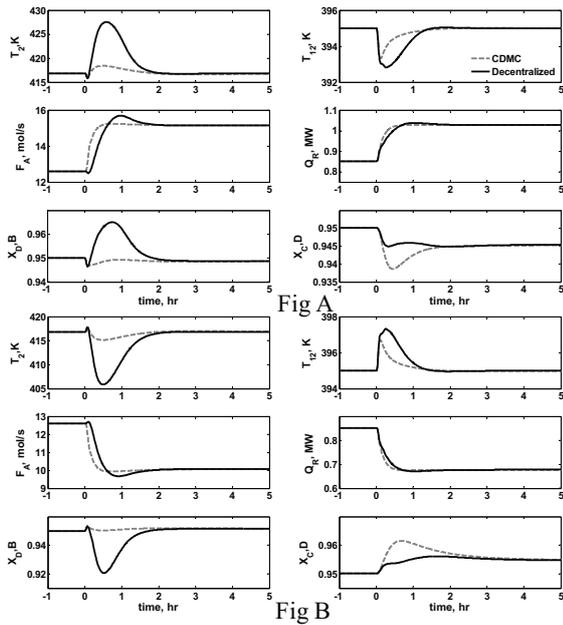 430
425
420
415
T2,K
-1 0 1 2 3 4 5
396
394
392
T12, K
CDMC
Decentralized
-1 0 1 2 3 4 5
16
14
12
FA, mol/s
-1 0 1 2 3 4 5
1.1
1
0.9
0.8
QR, MW
-1 0 1 2 3 4 5
0.96
0.95
0.94
XD,B
-1 0 1 2 3 4 5
time, hr
0.95
0.945
0.94
0.935
XC,D
-1 0 1 2 3 4 5
time, hr
Fig A
420
415
410
405
T2,K
-1 0 1 2 3 4 5
398
396
394
T12, K
-1 0 1 2 3 4 5
13
12
11
10
9
FA, mol/s
-1 0 1 2 3 4 5
0.9
0.8
0.7
0.6
QR, MW
-1 0 1 2 3 4 5
0.94
0.92
XD,B
-1 0 1 2 3 4 5
time, hr
0.96
0.95
XC,D
-1 0 1 2 3 4 5
time, hr
Fig B